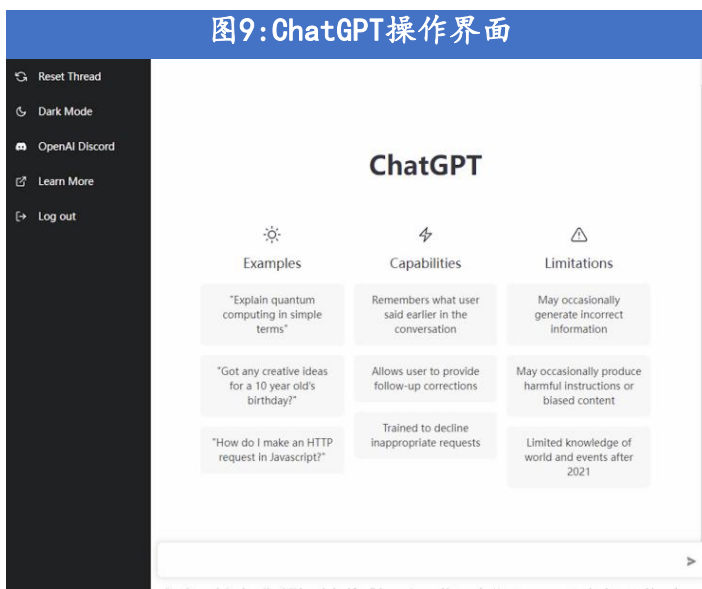 图9:ChatGPT操作界面
Reset Thread
Dark Mode
OpenAI Discord
Learn More
Log out
ChatGPT
Examples
"Explain quantum
computing in simple
terms"
"Got any creative ideas
for a 10 year old's
birthday?"
"How do I make an HTTP
request in Javascript?"
Capabilities
Remembers what user
said earlier in the
conversation
Allows user to provide
follow-up corrections
Trained to decline
inappropriate requests
Limitations
May occasionally
generate incorrect
information
May occasionally produce
harmful instructions or
biased content
Limited knowledge of
world and events after
2021